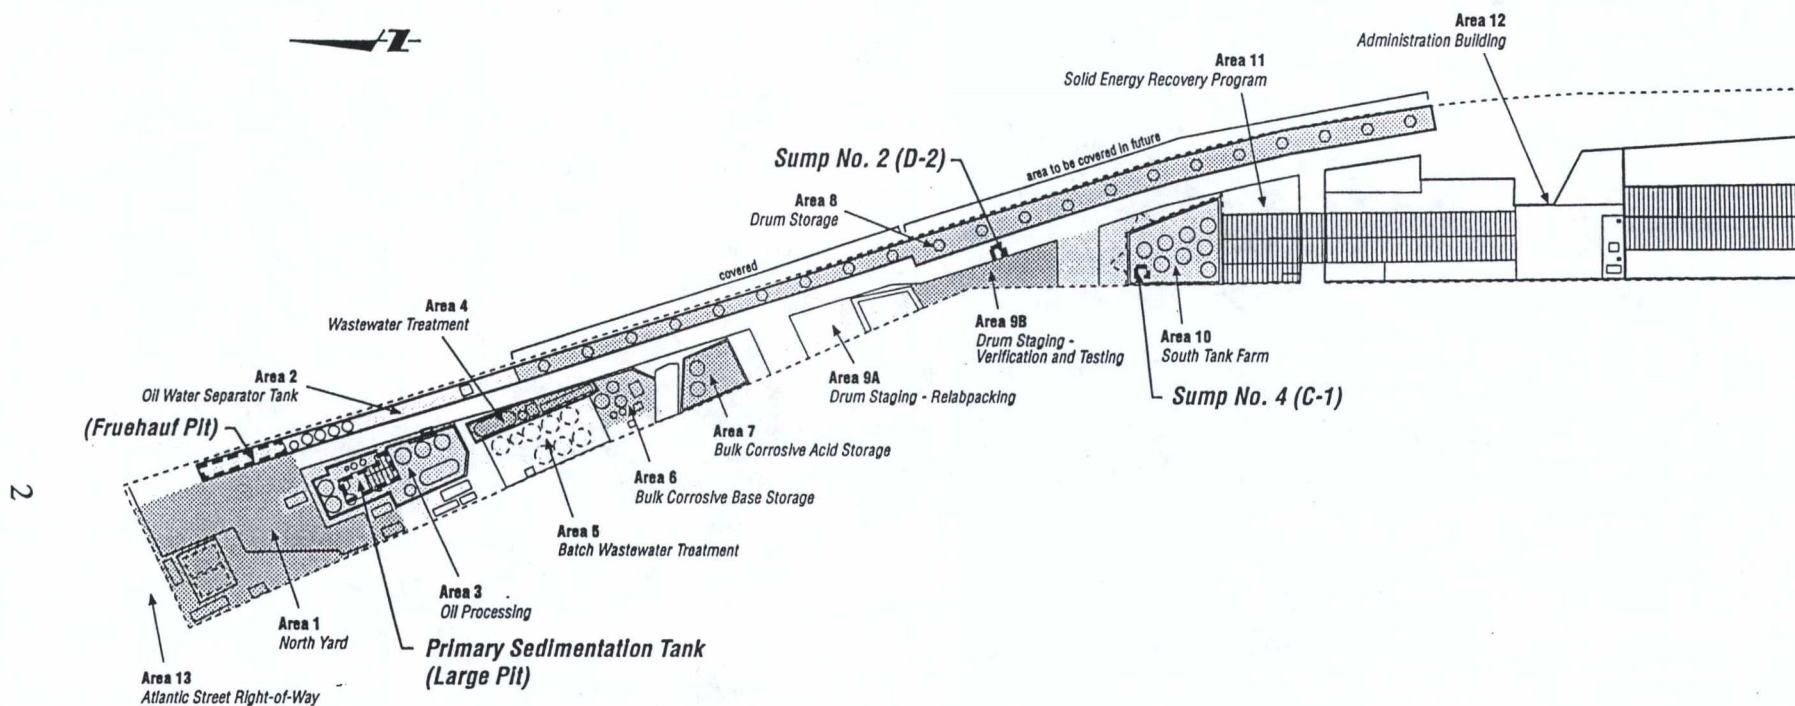 Z
Area 12
Administration Building
Area 11
Solid Energy Recovery Program
area to be covered in future
Sump No. 2 (D-2)
Area 8
Drum Storage
covered
Area 4
Wastewater Treatment
Area 9B
Drum Staging -
Verification and Testing
Area 10
South Tank Farm
Area 2
Oil Water Separator Tank
Area 9A
Drum Staging - Relabpacking
Sump No. 4 (C-1)
(Fruehauf Pit)
Area 7
Bulk Corrosive Acid Storage
Area 6
Bulk Corrosive Base Storage
2
Area 5
Batch Wastewater Treatment
Area 3
Oil Processing
Area 1
North Yard
Primary Sedimentation Tank
(Large Pit)
Area 13
Atlantic Street Right-of-Way